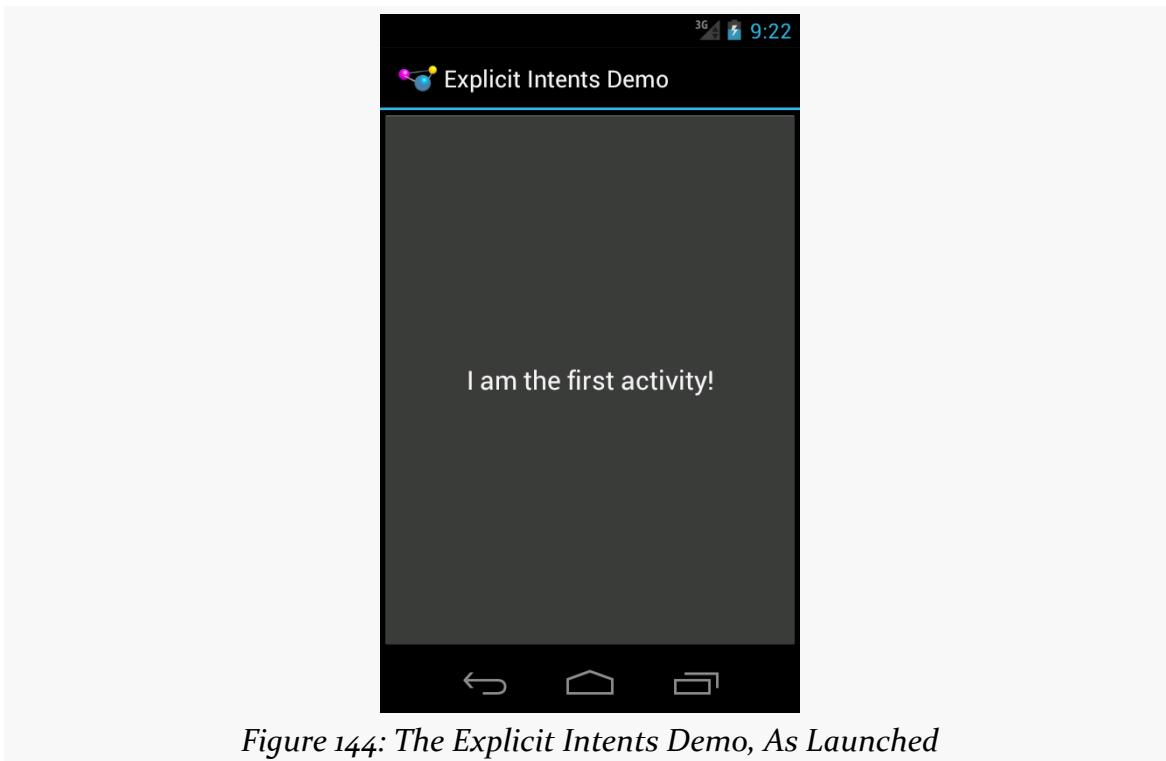 3G 9:22
Explicit Intents Demo
I am the first activity!
Figure 144: The Explicit Intents Demo, As Launched